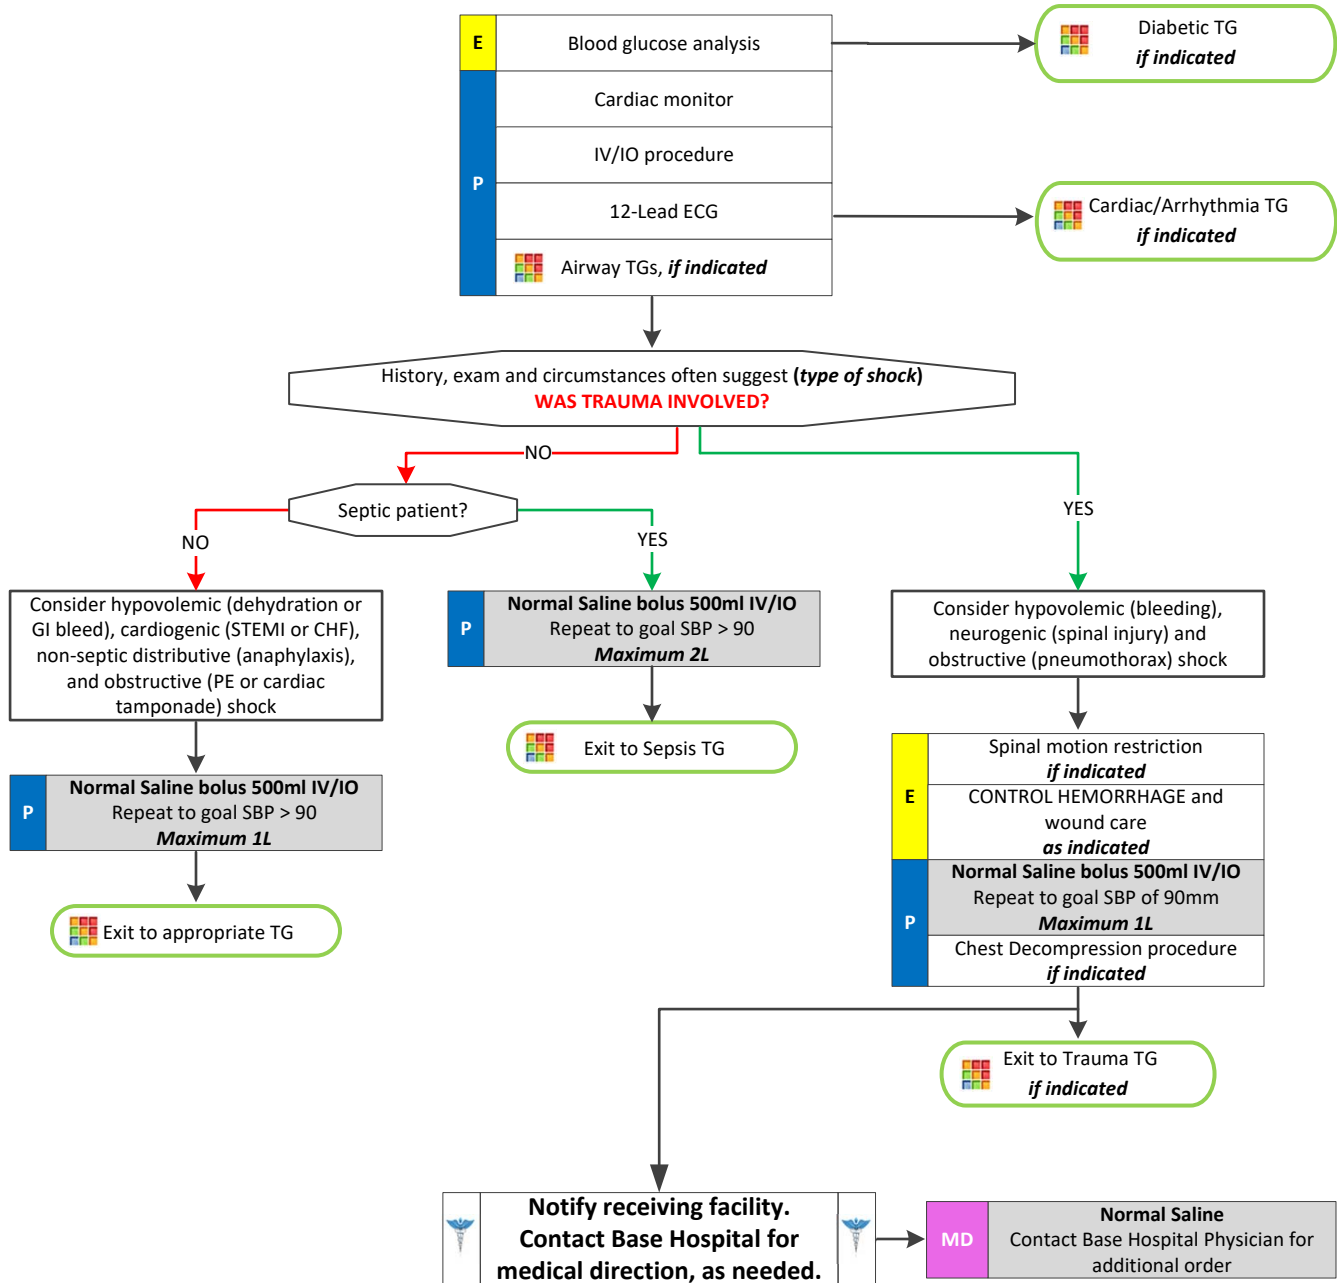 E
Blood glucose analysis
Diabetic TG
if indicated
P
Cardiac monitor
IV/IO procedure
12-Lead ECG
Cardiac/Arrhythmia TG
if indicated
Airway TGs, if indicated
History, exam and circumstances often suggest (type of shock)
WAS TRAUMA INVOLVED?
NO
YES
Septic patient?
NO
YES
Consider hypovolemic (dehydration or
GI bleed), cardiogenic (STEMI or CHF),
non-septic distributive (anaphylaxis),
and obstructive (PE or cardiac
tamponade) shock
P
Normal Saline bolus 500ml IV/IO
Repeat to goal SBP > 90
Maximum 2L
Consider hypovolemic (bleeding),
neurogenic (spinal injury) and
obstructive (pneumothorax) shock
Exit to Sepsis TG
P
Normal Saline bolus 500ml IV/IO
Repeat to goal SBP > 90
Maximum 1L
Exit to appropriate TG
E
Spinal motion restriction
if indicated
CONTROL HEMORRHAGE and
wound care
as indicated
P
Normal Saline bolus 500ml IV/IO
Repeat to goal SBP of 90mm
Maximum 1L
Chest Decompression procedure
if indicated
Exit to Trauma TG
if indicated
Notify receiving facility.
Contact Base Hospital for
medical direction, as needed.
MD
Normal Saline
Contact Base Hospital Physician for
additional order